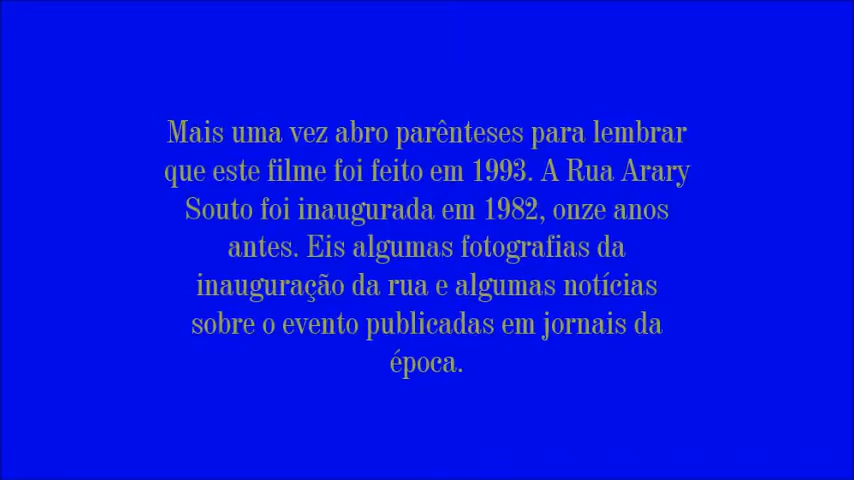 Mais uma vez abro parênteses para lembrar
que este filme foi feito em 1993. A Rua Arary
Souto foi inaugurada em 1982, onze anos
antes. Eis algumas fotografias da
inauguração da rua e algumas notícias
sobre o evento publicadas em jornais da
época.